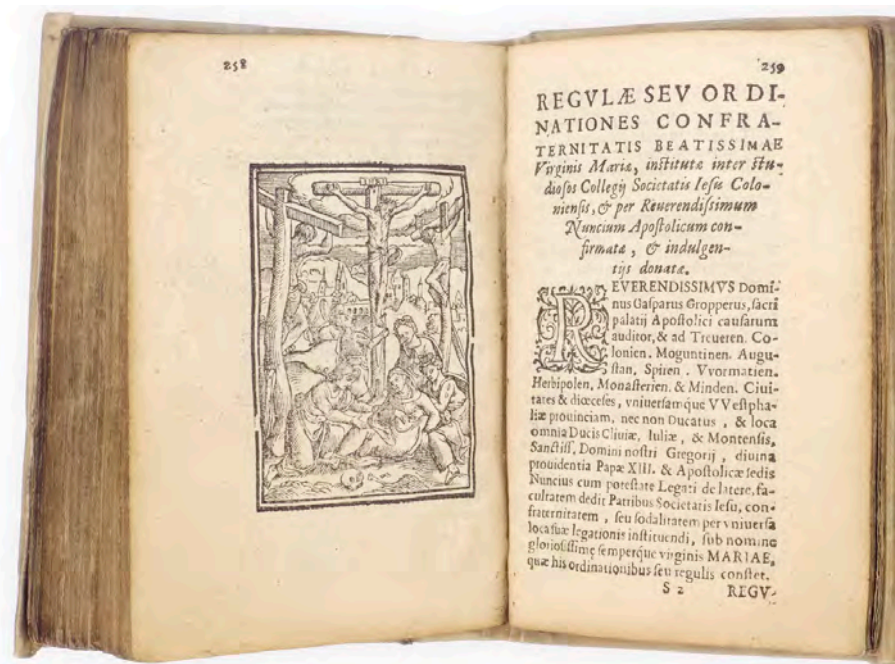 258
259
REGVLÆ SEV ORDI-
NATIONES CONFRA-
TERNITATIS BEATISSIMAE
Virginis Mariæ, institutæ inter stu-
diosos Collegij Societatis Iesu Colo-
niensis, & per Reuerendissimum
Nuncium Apostolicum con-
firmatæ, & indulgen-
tijs donatæ.
REVERENDISSIMVS Domi-
nus Gasparus Gropperus, sacri
palatij Apostolici causarum
auditor, & ad Treueren. Co-
lonien. Moguntinen. Augu-
stan. Spiren. Vvormatien.
Herbipolen, Monasterien. & Minden. Ciui-
tates & diœceses, vniuersamque VVestpha-
liæ prouinciam, nec non Ducatus, & loca
omnia Ducis Cliuiæ, Iuliæ, & Montensis,
Sanctiss. Domini nostri Gregorij, diuina
prouidentia Papæ XIII. & Apostolicæ sedis
Nuncius cum potestate Legati de latere, fa-
cultatem dedit Patribus Societatis Iesu, con-
fraternitatem, seu sodalitatem per vniuersa
loca suæ legationis instituendi, sub nomine
gloriosissimę semperque virginis MARIAE,
quæ his ordinationibus seu regulis constet.
S 2 REGV-